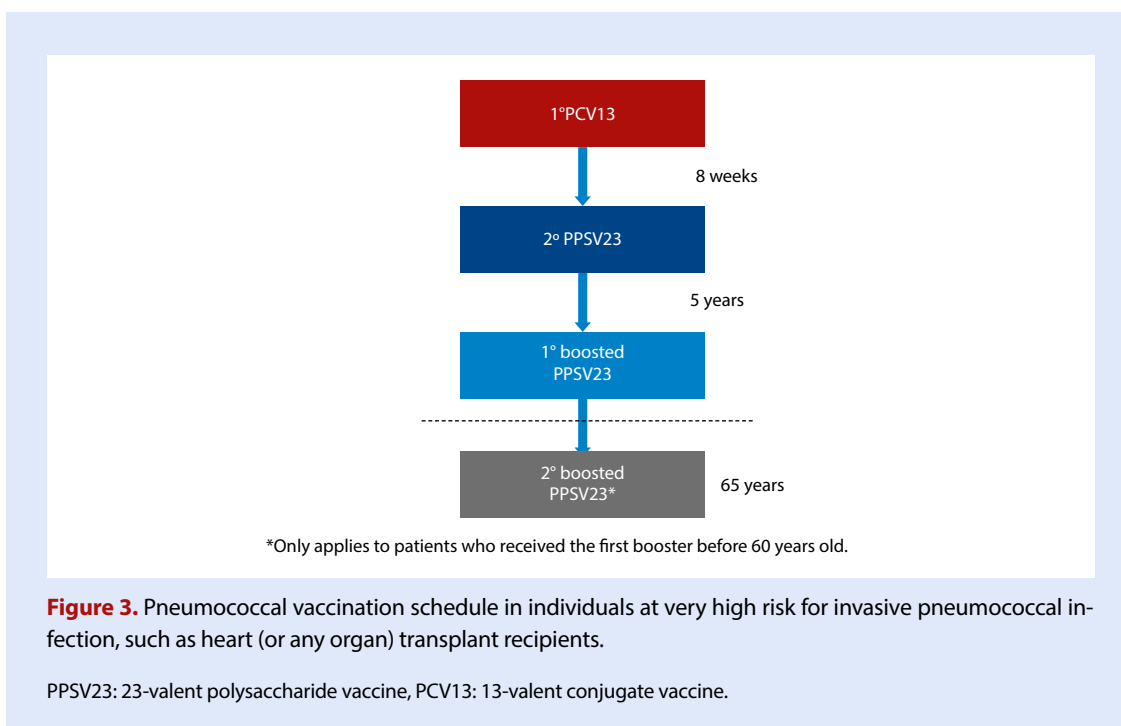 1°PCV13
8 weeks
2º PPSV23
5 years
1° boosted
PPSV23
2° boosted
PPSV23*
65 years
*Only applies to patients who received the first booster before 60 years old.
Figure 3. Pneumococcal vaccination schedule in individuals at very high risk for invasive pneumococcal in-
fection, such as heart (or any organ) transplant recipients.
PPSV23: 23-valent polysaccharide vaccine, PCV13: 13-valent conjugate vaccine.